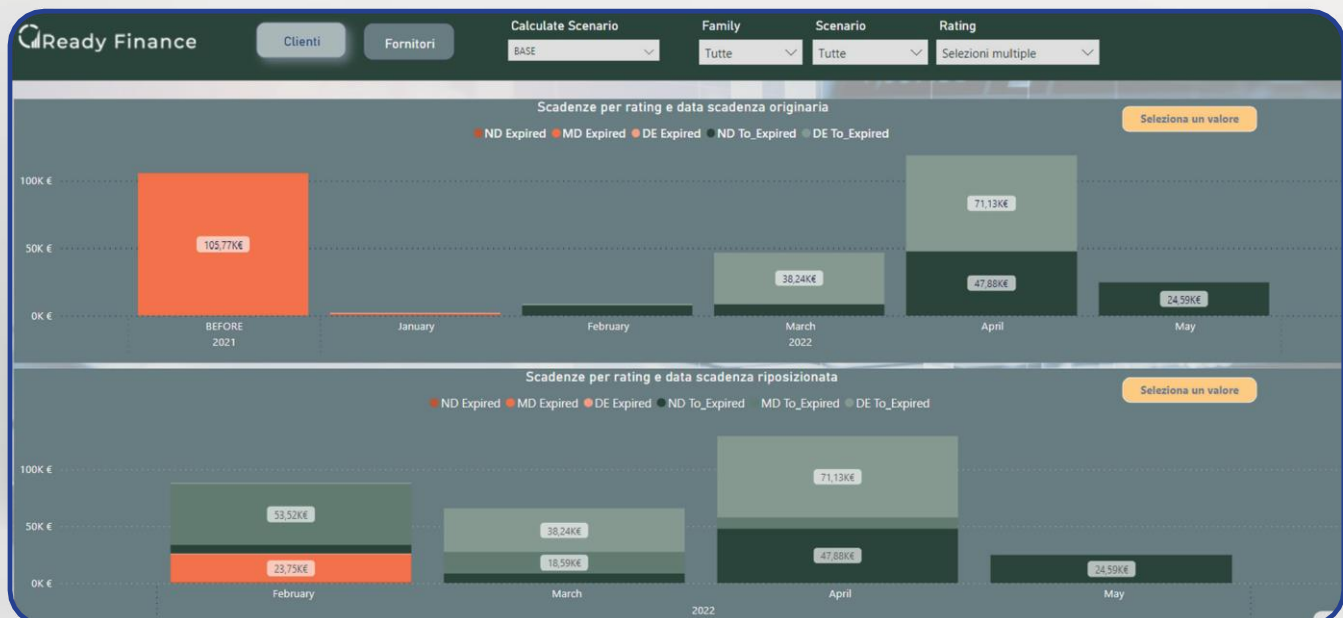 Ready Finance
Clienti
Fornitori
Calculate Scenario
BASE
Family
Tutte
Scenario
Tutte
Rating
Selezioni multiple
Scadenze per rating e data scadenza originaria
ND Expired MD Expired DE Expired ND To_Expired DE To_Expired
Seleziona un valore
100K €
50K €
0K €
105,77K€
38,24K€
71,13K€
47,88K€
24,59K€
BEFORE January February March April May
2021 2022
Scadenze per rating e data scadenza riposizionata
ND Expired MD Expired DE Expired ND To_Expired MD To_Expired DE To_Expired
Seleziona un valore
100K €
50K €
0K €
53,52K€
23,75K€
38,24K€
18,59K€
71,13K€
47,88K€
24,59K€
February March April May
2022